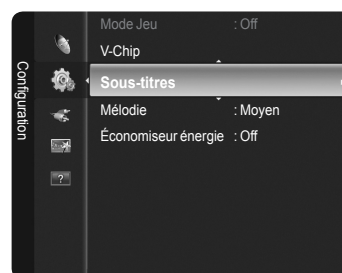 Mode Jeu : Off
V-Chip
Configuration
Sous-titres
Mélodie : Moyen
Économiseur énergie : Off
?